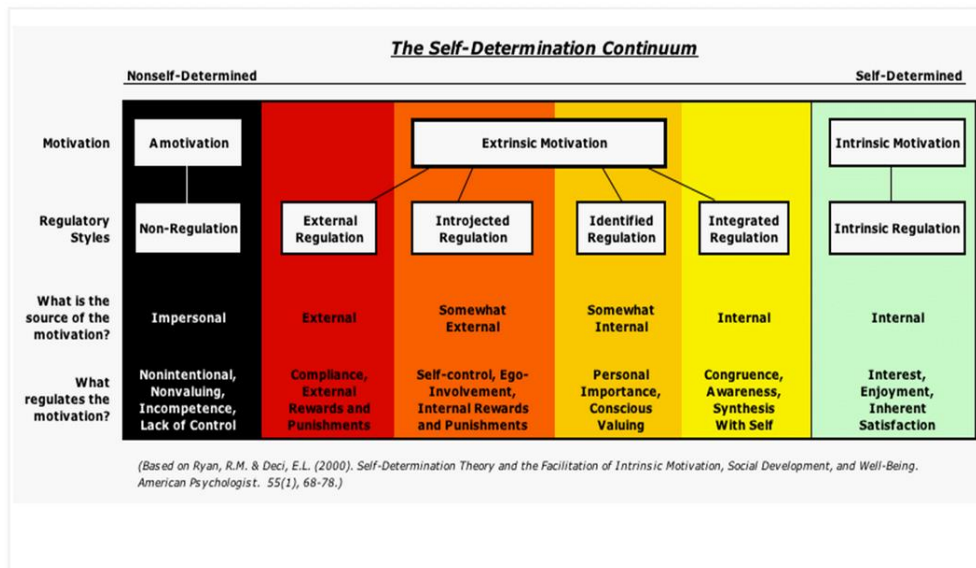 The Self-Determination Continuum
Nonself-Determined
Self-Determined
Motivation
Amotivation
Extrinsic Motivation
Intrinsic Motivation
Regulatory
Styles
Non-Regulation
External
Regulation
Introjected
Regulation
Identified
Regulation
Integrated
Regulation
Intrinsic Regulation
What is the
source of the
motivation?
Impersonal
External
Somewhat
External
Somewhat
Internal
Internal
Internal
What
regulates the
motivation?
Nonintentional,
Nonvaluing,
Incompetence,
Lack of Control
Compliance,
External
Rewards and
Punishments
Self-control, Ego-
Involvement,
Internal Rewards
and Punishments
Personal
Importance,
Conscious
Valuing
Congruence,
Awareness,
Synthesis
With Self
Interest,
Enjoyment,
Inherent
Satisfaction
(Based on Ryan, R.M. & Deci, E.L. (2000). Self-Determination Theory and the Facilitation of Intrinsic Motivation, Social Development, and Well-Being.
American Psychologist. 55(1), 68-78.)